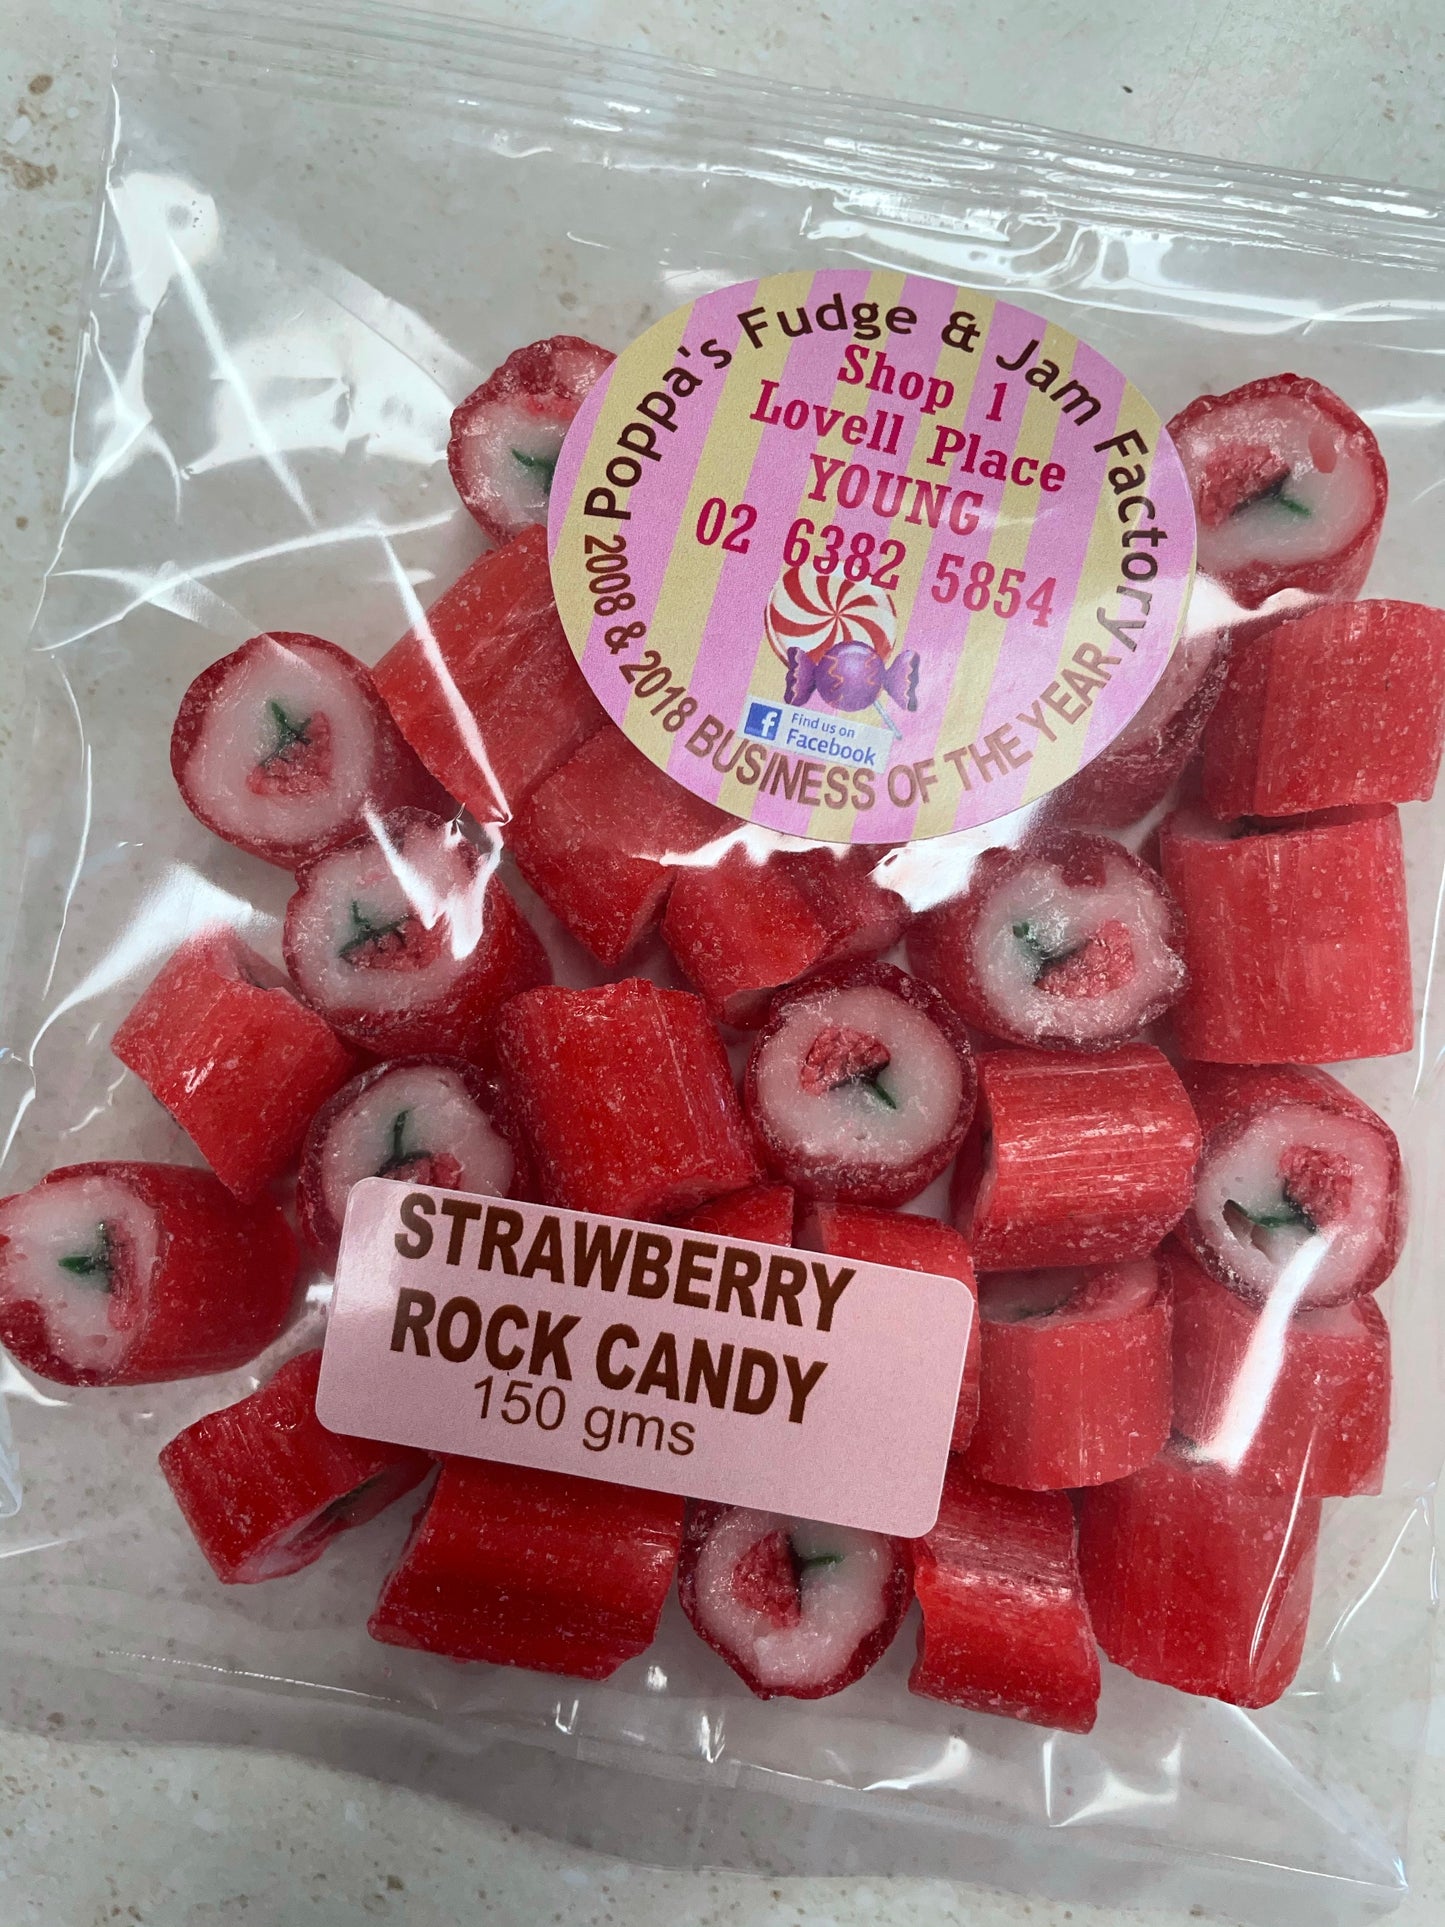 Poppa's Fudge & Jam Factory
Shop 1
Lovell Place
YOUNG
02 6382 5854
f Find us on
Facebook
2008 & 2018 BUSINESS OF THE YEAR
STRAWBERRY
ROCK CANDY
150 gms